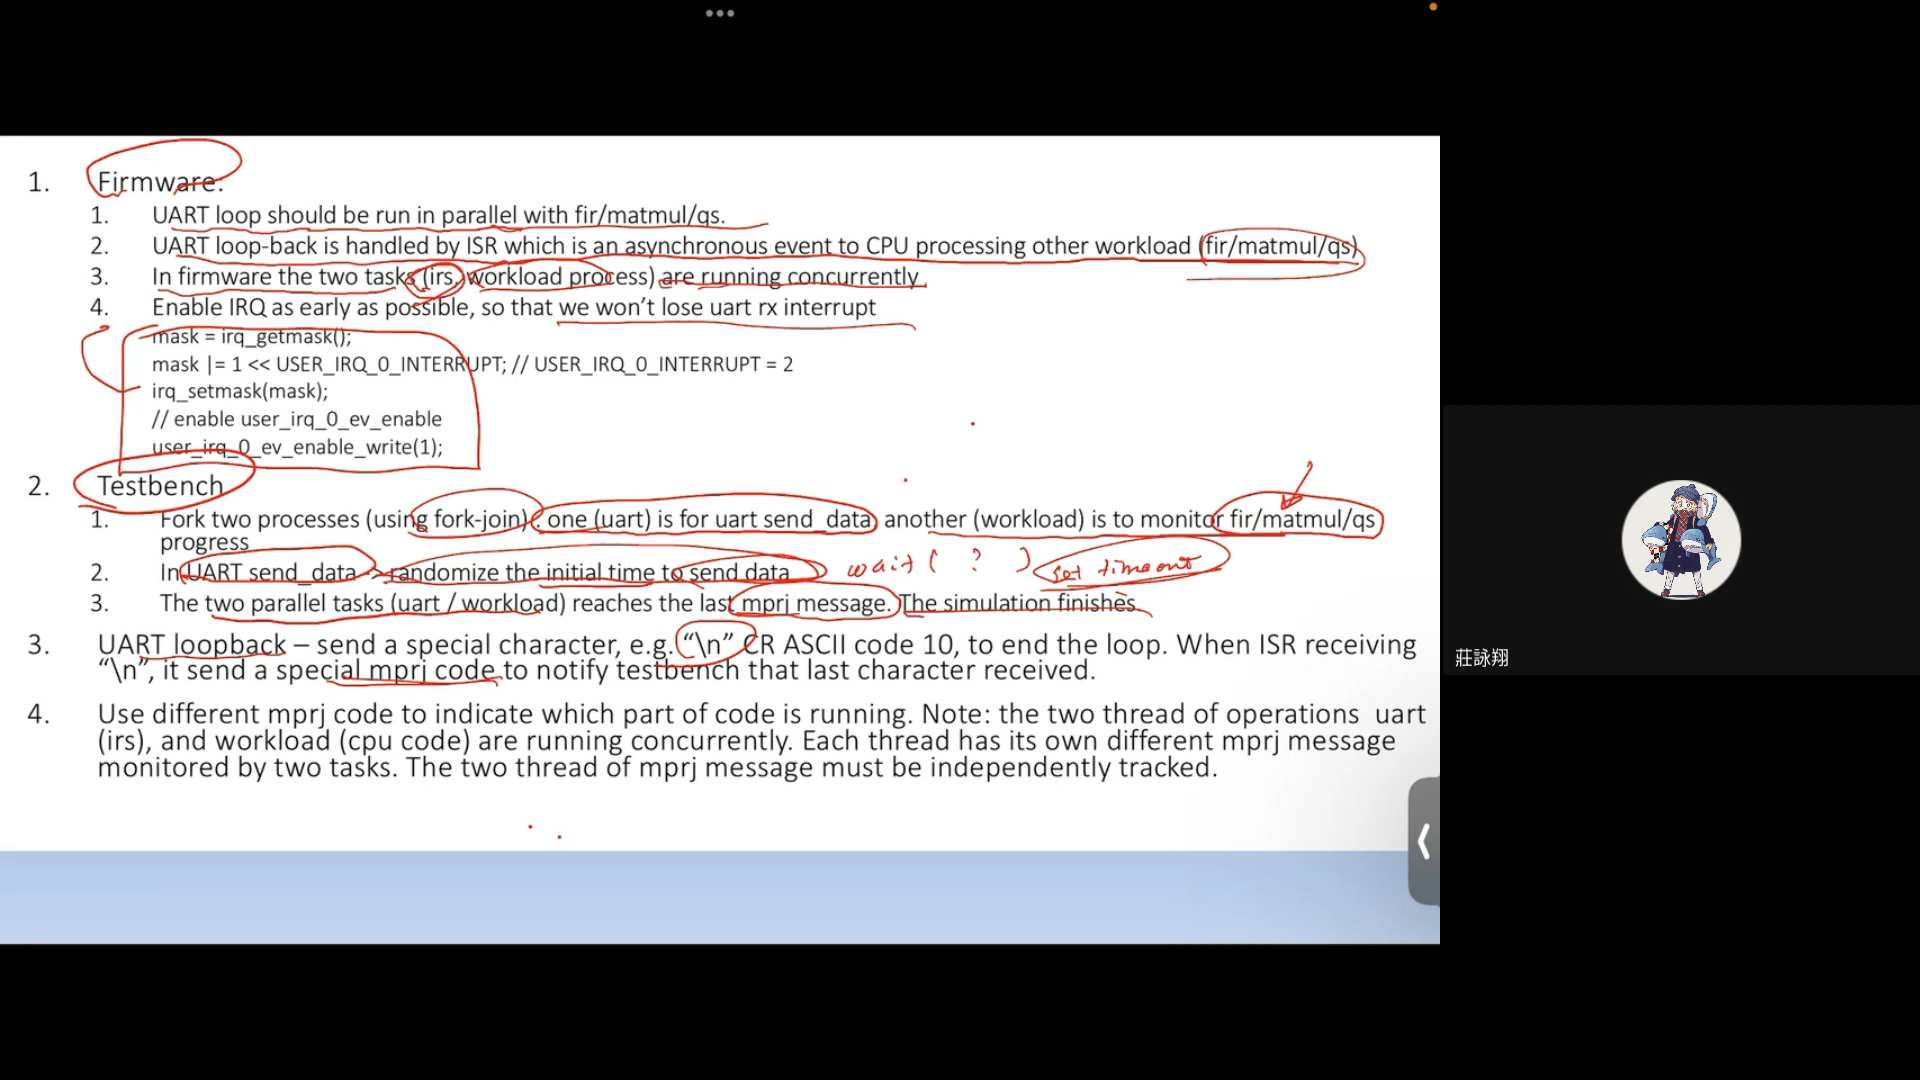 1. Firmware:
1. UART loop should be run in parallel with fir/matmul/qs.
2. UART loop-back is handled by ISR which is an asynchronous event to CPU processing other workload (fir/matmul/qs)
3. In firmware the two tasks (irs, workload process) are running concurrently
4. Enable IRQ as early as possible, so that we won’t lose uart rx interrupt
mask = irq_getmask();
mask |= 1 << USER_IRQ_0_INTERRUPT; // USER_IRQ_0_INTERRUPT = 2
irq_setmask(mask);
// enable user_irq_0_ev_enable
user_irq_0_ev_enable_write(1);
2. Testbench
1. Fork two processes (using fork-join) : one (uart) is for uart send_data, another (workload) is to monitor fir/matmul/qs
progress
2. In UART send_data -> randomize the initial time to send data wait ( ? ) set timeout
3. The two parallel tasks (uart / workload) reaches the last mprj message. The simulation finishes.
3. UART loopback – send a special character, e.g. “\n” CR ASCII code 10, to end the loop. When ISR receiving
“\n”, it send a special mprj code to notify testbench that last character received.
4. Use different mprj code to indicate which part of code is running. Note: the two thread of operations uart
(irs), and workload (cpu code) are running concurrently. Each thread has its own different mprj message
monitored by two tasks. The two thread of mprj message must be independently tracked.
莊詠翔